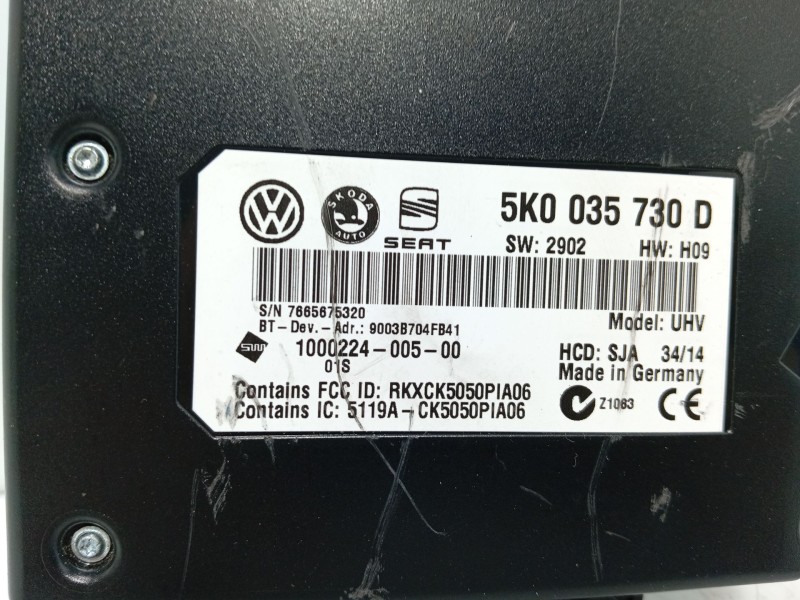 VW
SKODA
AUTO
SEAT
5K0 035 730 D
SW: 2902 HW: H09
S/N 7665675320
BT-Dev.-Adr.: 9003B704FB41
Model: UHV
SW 1000224-005-00
01S
HCD: SJA 34/14
Made in Germany
Contains FCC ID: RKXCK5050PIA06
Contains IC: 5119A-CK5050PIA06
Z1083
CE